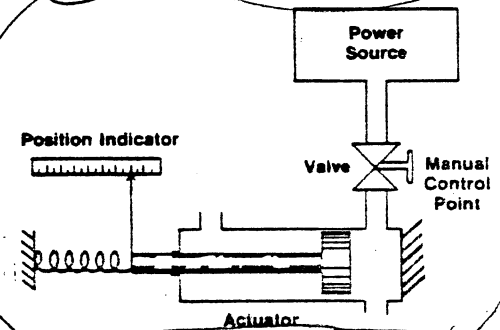 Power
Source
Position Indicator
Valve
Manual
Control
Point
Actuator